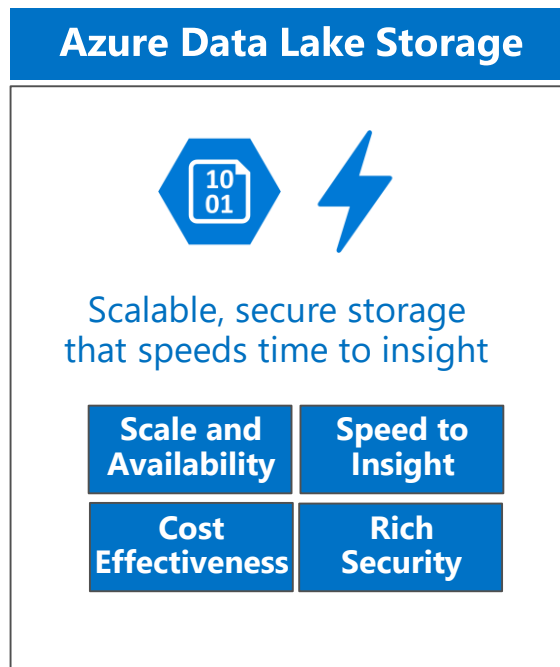 Azure Data Lake Storage
10
01
Scalable, secure storage
that speeds time to insight
Scale and
Availability
Speed to
Insight
Cost
Effectiveness
Rich
Security